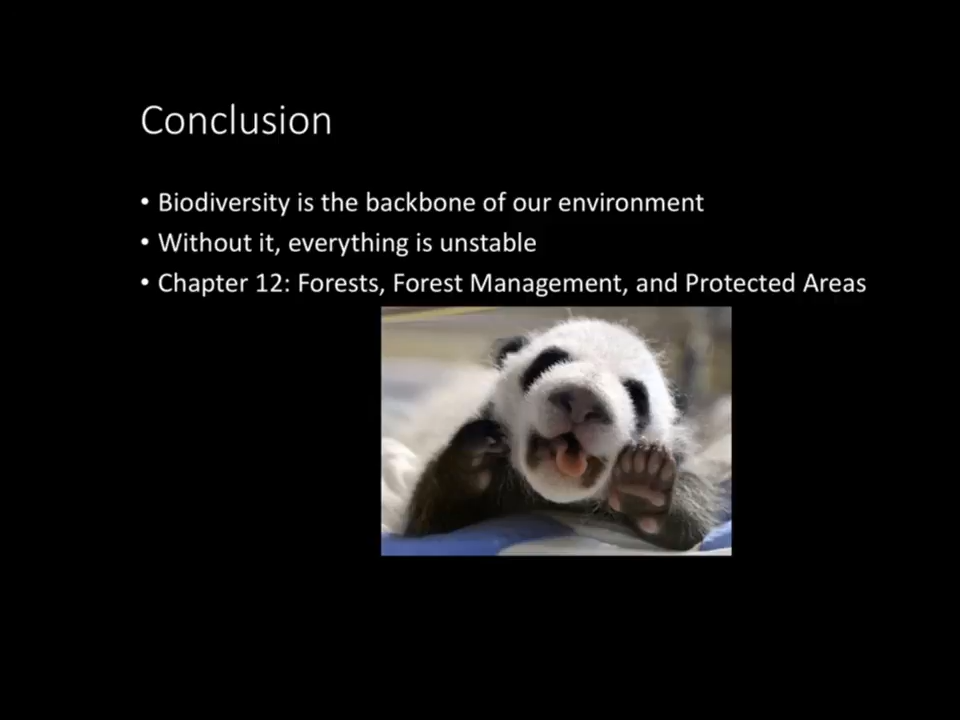 Conclusion
• Biodiversity is the backbone of our environment
• Without it, everything is unstable
• Chapter 12: Forests, Forest Management, and Protected Areas